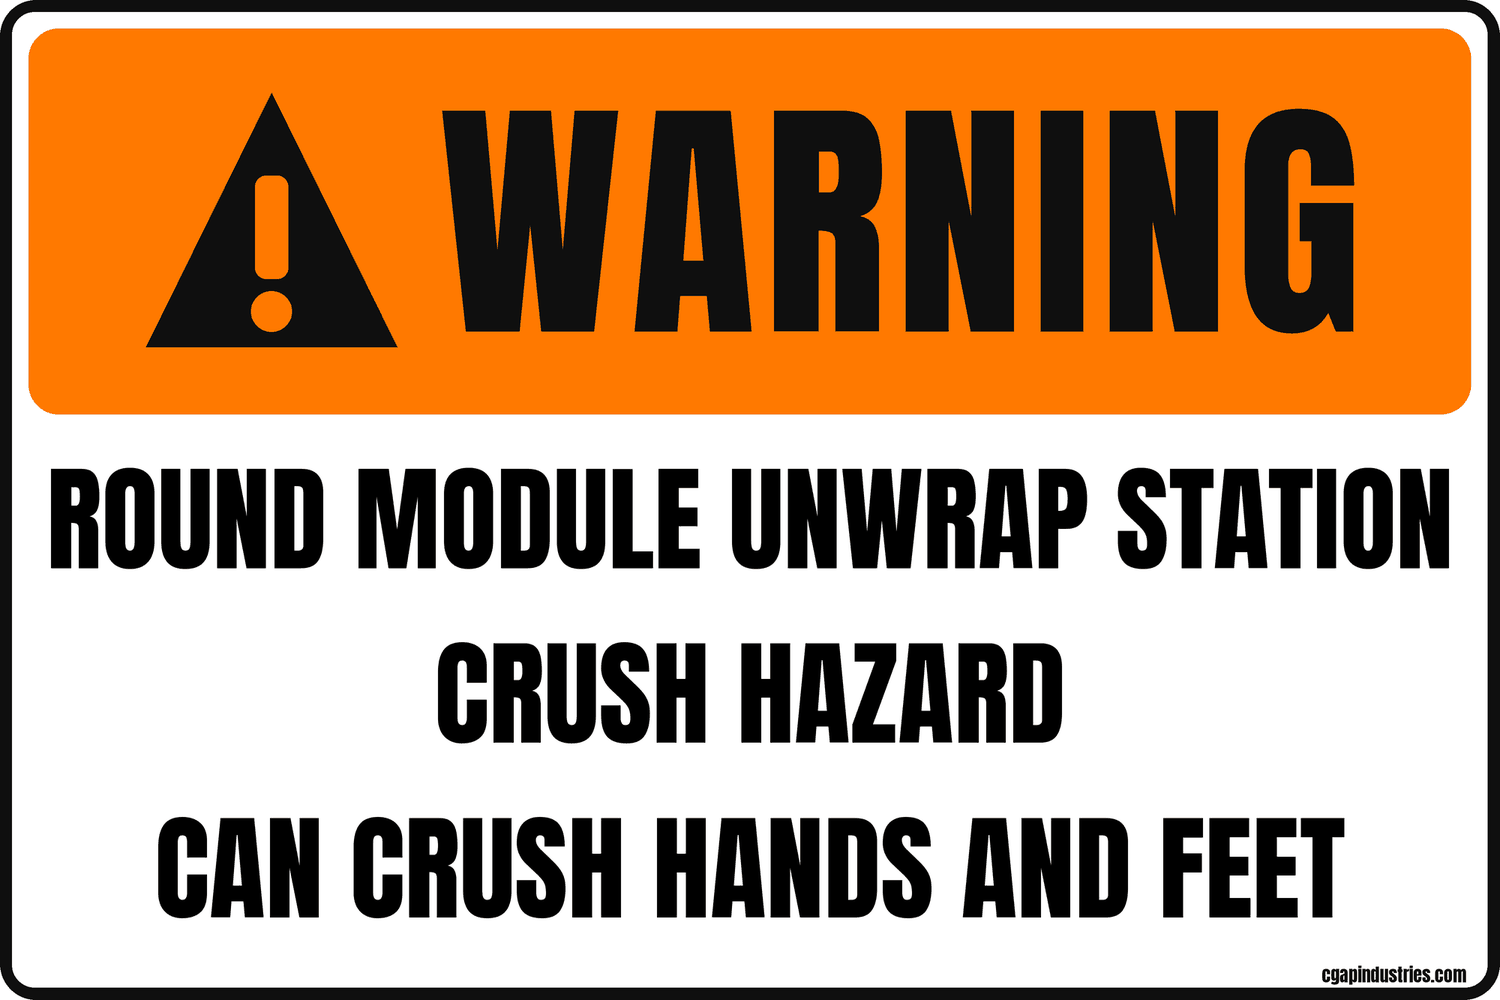 WARNING
ROUND MODULE UNWRAP STATION
CRUSH HAZARD
CAN CRUSH HANDS AND FEET
cgapindustries.com